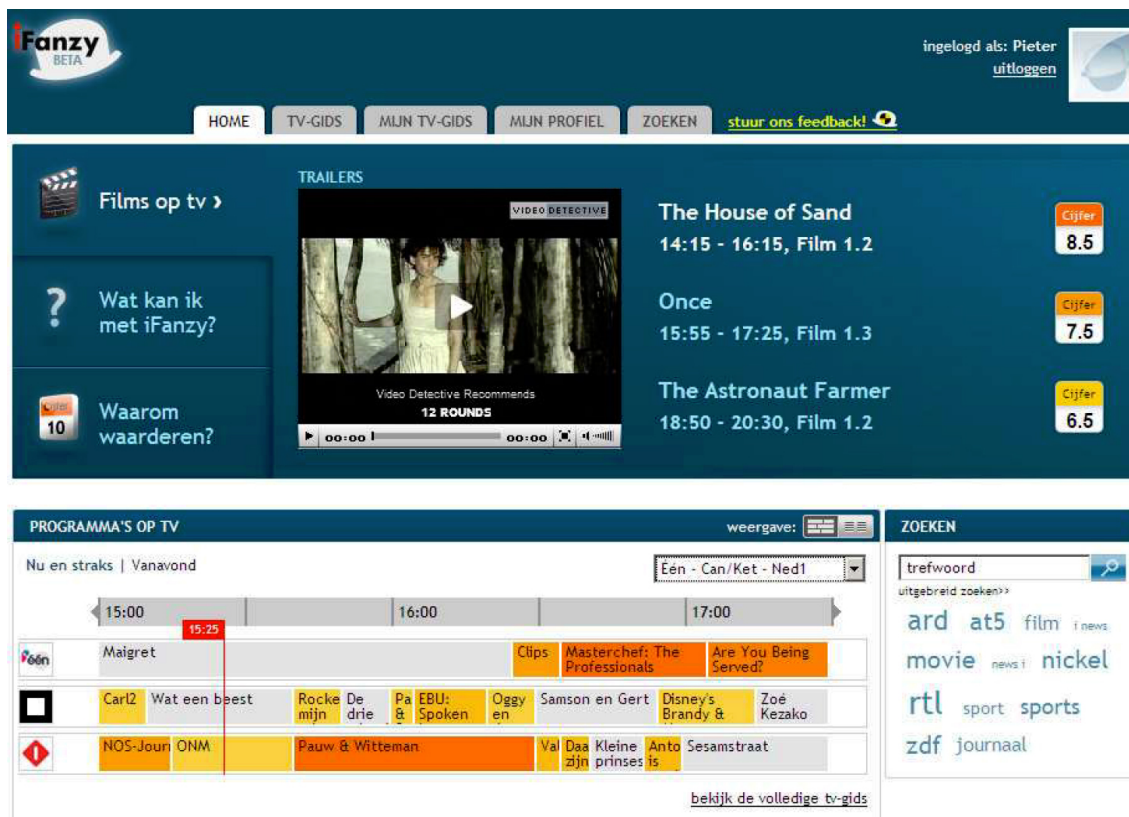 iFanzy
BETA
ingelogd als: Pieter
uitloggen
HOME
TV-GIDS
MIJN TV-GIDS
MIJN PROFIEL
ZOEKEN
stuur ons feedback!
Films op tv ›
Wat kan ik
met iFanzy?
Cijfer
10
Waarom
waarderen?
TRAILERS
VIDEO DETECTIVE
Video Detective Recommends
12 ROUNDS
00:00
00:00
The House of Sand
14:15 - 16:15, Film 1.2
Cijfer
8.5
Once
15:55 - 17:25, Film 1.3
Cijfer
7.5
The Astronaut Farmer
18:50 - 20:30, Film 1.2
Cijfer
6.5
PROGRAMMA'S OP TV
weergave:
Nu en straks | Vanavond
Eén - Can/Ket - Ned1
15:00
16:00
17:00
15:25
één
Maigret
Clips
Masterchef: The
Professionals
Are You Being
Served?
Carl2
Wat een beest
Rocke
mijn
De
drie
Pa
&
EBU:
Spoken
Oggy
en
Samson en Gert
Disney's
Brandy &
Zoé
Kezako
NOS-Jouri
ONM
Pauw & Witteman
Val
Daa
zijn
Kleine
prinses
Anto
is
Sesamstraat
bekijk de volledige tv-gids
ZOEKEN
trefwoord
uitgebreid zoeken>>
ard at5 film i news
movie news i nickel
rtl sport sports
zdf journaal